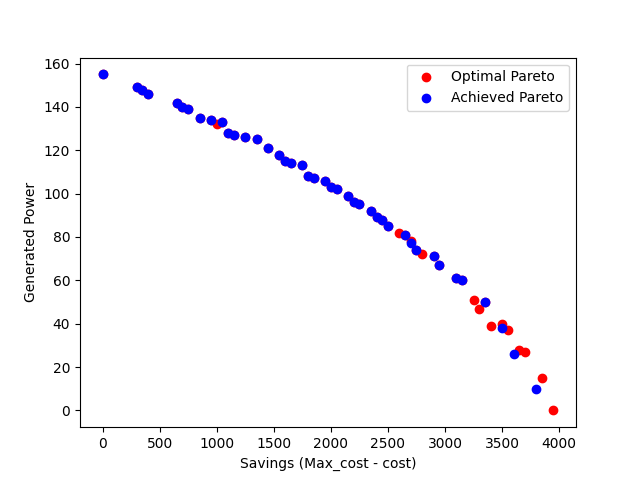 Optimal Pareto
Achieved Pareto
160
140
120
100
80
60
40
20
0
Generated Power
0 500 1000 1500 2000 2500 3000 3500 4000
Savings (Max_cost - cost)